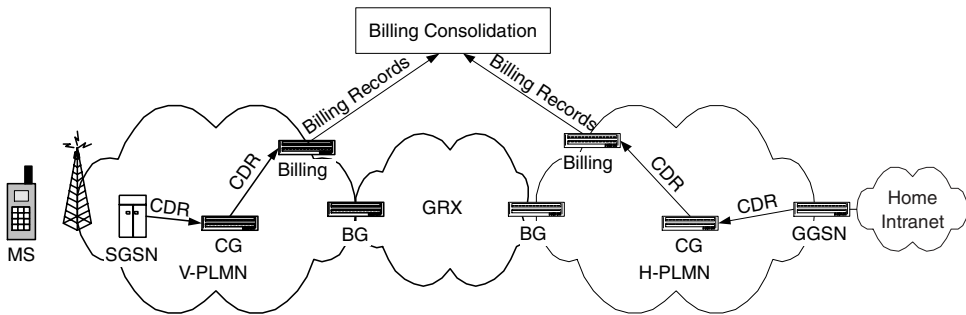 Billing Consolidation
Billing Records
Billing Records
Billing
Billing
CDR
CDR
CDR
CDR
GRX
Home
Intranet
MS
SGSN
CG
BG
BG
CG
GGSN
V-PLMN
H-PLMN